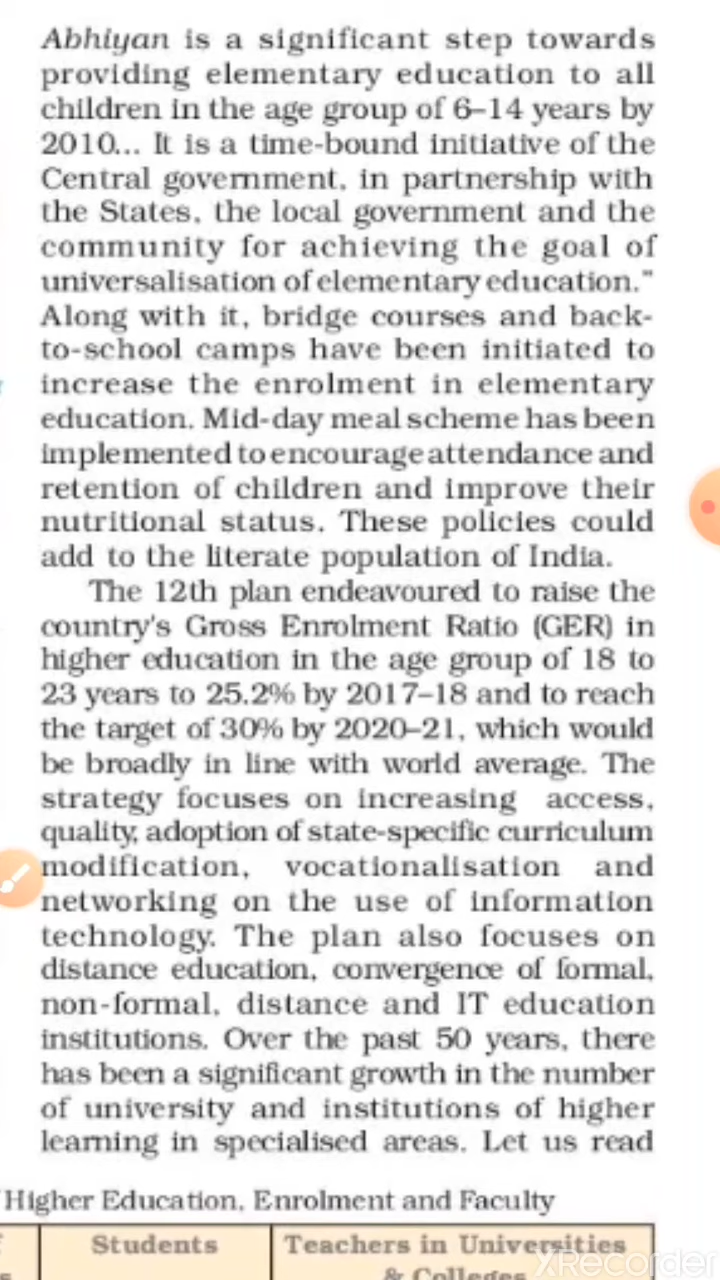 Abhiyan is a significant step towards
providing elementary education to all
children in the age group of 6–14 years by
2010... It is a time-bound initiative of the
Central government, in partnership with
the States, the local government and the
community for achieving the goal of
universalisation of elementary education."
Along with it, bridge courses and back-
to-school camps have been initiated to
increase the enrolment in elementary
education. Mid-day meal scheme has been
implemented to encourage attendance and
retention of children and improve their
nutritional status. These policies could
add to the literate population of India.
The 12th plan endeavoured to raise the
country's Gross Enrolment Ratio (GER) in
higher education in the age group of 18 to
23 years to 25.2% by 2017–18 and to reach
the target of 30% by 2020–21, which would
be broadly in line with world average. The
strategy focuses on increasing access,
quality, adoption of state-specific curriculum
modification, vocationalisation and
networking on the use of information
technology. The plan also focuses on
distance education, convergence of formal,
non-formal, distance and IT education
institutions. Over the past 50 years, there
has been a significant growth in the number
of university and institutions of higher
learning in specialised areas. Let us read
Higher Education, Enrolment and Faculty
Students Teachers in Universities
& Colleges
XRecorder